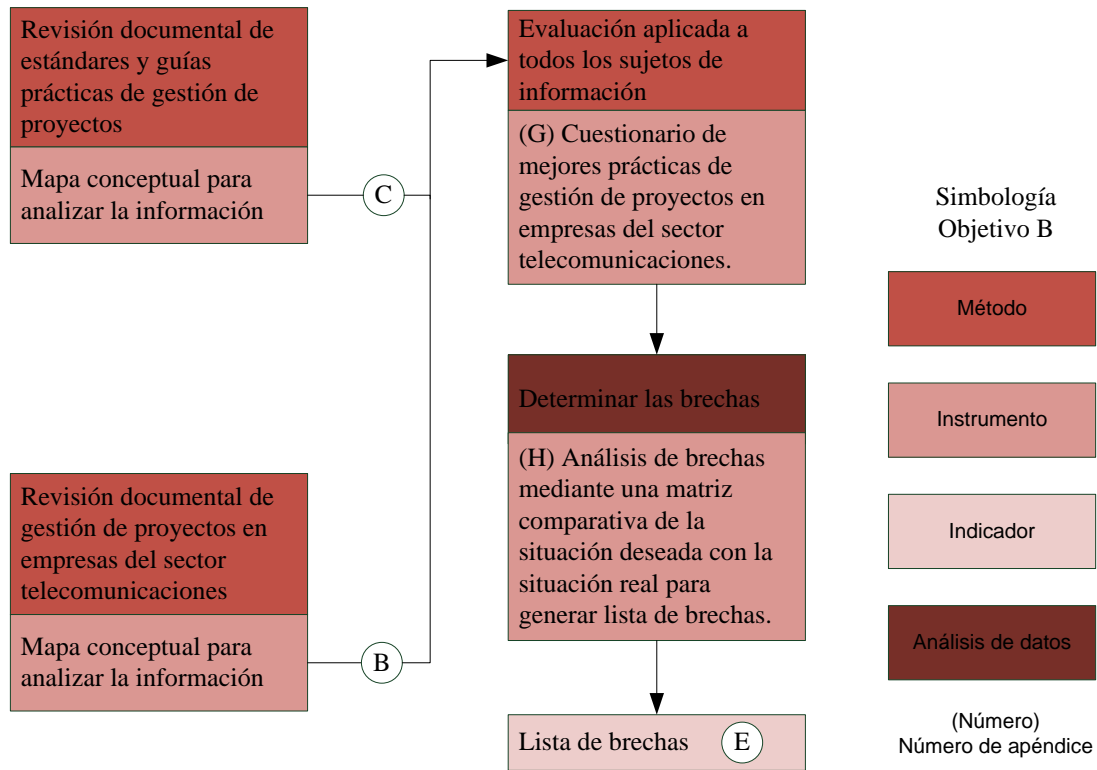 Revisión documental de
estándares y guías
prácticas de gestión de
proyectos
Mapa conceptual para
analizar la información
C
Revisión documental de
gestión de proyectos en
empresas del sector
telecomunicaciones
Mapa conceptual para
analizar la información
B
Evaluación aplicada a
todos los sujetos de
información
(G) Cuestionario de
mejores prácticas de
gestión de proyectos en
empresas del sector
telecomunicaciones.
Determinar las brechas
(H) Análisis de brechas
mediante una matriz
comparativa de la
situación deseada con la
situación real para
generar lista de brechas.
Lista de brechas
E
Simbología
Objetivo B
Método
Instrumento
Indicador
Análisis de datos
(Número)
Número de apéndice